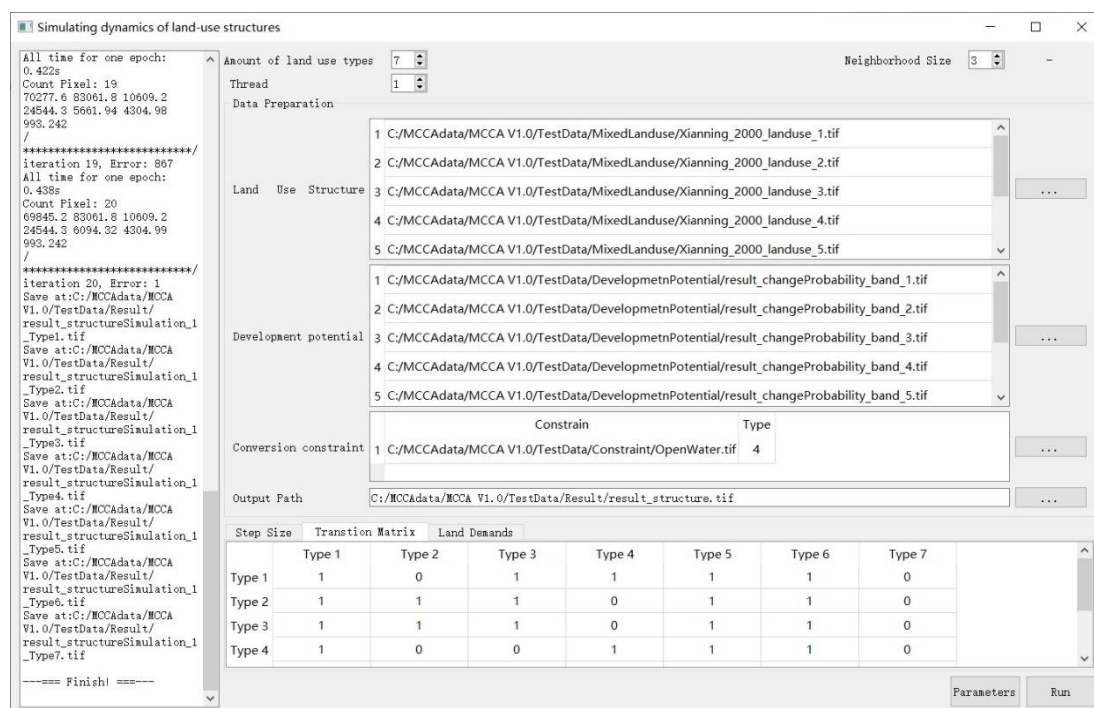 Simulating dynamics of land-use structures
All time for one epoch:
0.422s
Count Pixel: 19
70277.6 83061.8 10609.2
24544.3 5661.94 4304.98
993.242
/
****************************/
iteration 19, Error: 867
All time for one epoch:
0.438s
Count Pixel: 20
69845.2 83061.8 10609.2
24544.3 6094.32 4304.99
993.242
/
****************************/
iteration 20, Error: 1
Save at:C:/MCCAdata/MCCA
V1.0/TestData/Result/
result_structureSimulation_1
_Type1.tif
Save at:C:/MCCAdata/MCCA
V1.0/TestData/Result/
result_structureSimulation_1
_Type2.tif
Save at:C:/MCCAdata/MCCA
V1.0/TestData/Result/
result_structureSimulation_1
_Type3.tif
Save at:C:/MCCAdata/MCCA
V1.0/TestData/Result/
result_structureSimulation_1
_Type4.tif
Save at:C:/MCCAdata/MCCA
V1.0/TestData/Result/
result_structureSimulation_1
_Type5.tif
Save at:C:/MCCAdata/MCCA
V1.0/TestData/Result/
result_structureSimulation_1
_Type6.tif
Save at:C:/MCCAdata/MCCA
V1.0/TestData/Result/
result_structureSimulation_1
_Type7.tif
---=== Finish! ===---
Amount of land use types 7 Neighborhood Size 3 -
Thread 1
Data Preparation
Land Use Structure
1 C:/MCCAdata/MCCA V1.0/TestData/MixedLanduse/Xianning_2000_landuse_1.tif
2 C:/MCCAdata/MCCA V1.0/TestData/MixedLanduse/Xianning_2000_landuse_2.tif
3 C:/MCCAdata/MCCA V1.0/TestData/MixedLanduse/Xianning_2000_landuse_3.tif
4 C:/MCCAdata/MCCA V1.0/TestData/MixedLanduse/Xianning_2000_landuse_4.tif
5 C:/MCCAdata/MCCA V1.0/TestData/MixedLanduse/Xianning_2000_landuse_5.tif
...
Development potential
1 C:/MCCAdata/MCCA V1.0/TestData/DevelopmetnPotential/result_changeProbability_band_1.tif
2 C:/MCCAdata/MCCA V1.0/TestData/DevelopmetnPotential/result_changeProbability_band_2.tif
3 C:/MCCAdata/MCCA V1.0/TestData/DevelopmetnPotential/result_changeProbability_band_3.tif
4 C:/MCCAdata/MCCA V1.0/TestData/DevelopmetnPotential/result_changeProbability_band_4.tif
5 C:/MCCAdata/MCCA V1.0/TestData/DevelopmetnPotential/result_changeProbability_band_5.tif
...
Conversion constraint
Constrain Type
1 C:/MCCAdata/MCCA V1.0/TestData/Constraint/OpenWater.tif 4
...
Output Path C:/MCCAdata/MCCA V1.0/TestData/Result/result_structure.tif ...
Step Size Transtion Matrix Land Demands
Type 1 Type 2 Type 3 Type 4 Type 5 Type 6 Type 7
Type 1 1 0 1 1 1 1 0
Type 2 1 1 1 0 1 1 0
Type 3 1 1 1 0 1 1 0
Type 4 1 0 0 1 1 1 0
Parameters Run